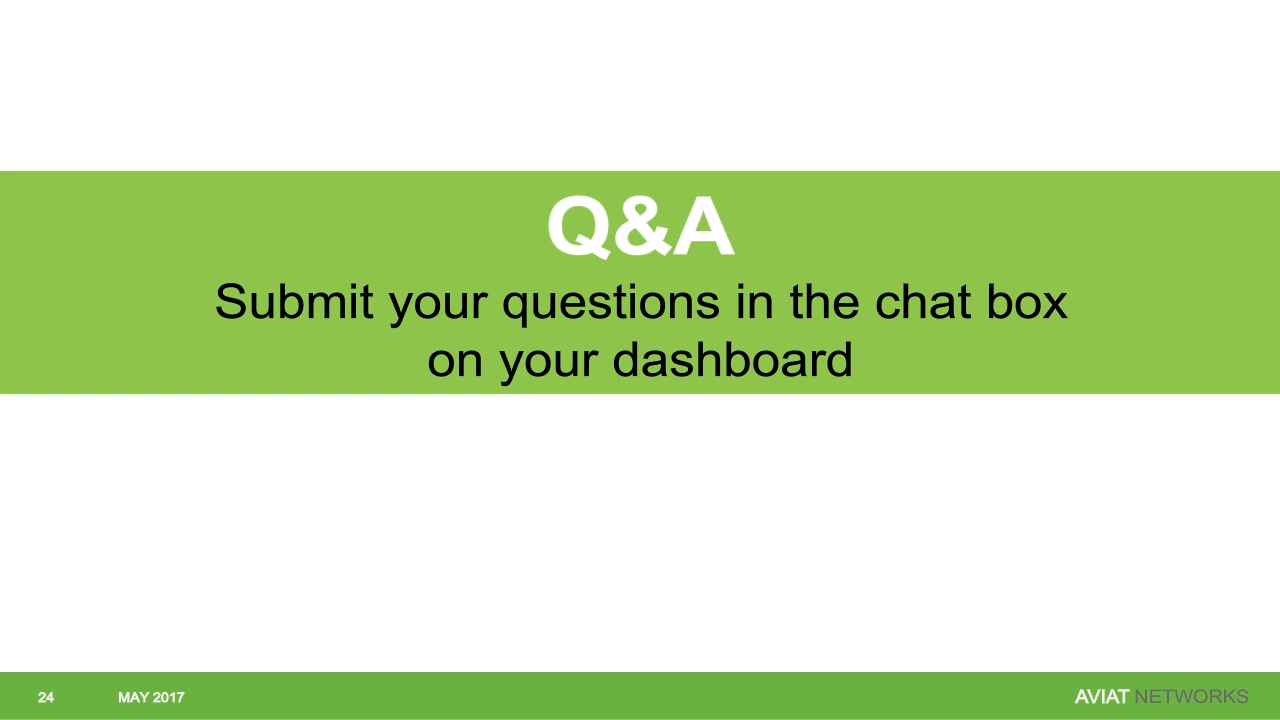 Q&A
Submit your questions in the chat box
on your dashboard
24 MAY 2017 AVIAT NETWORKS